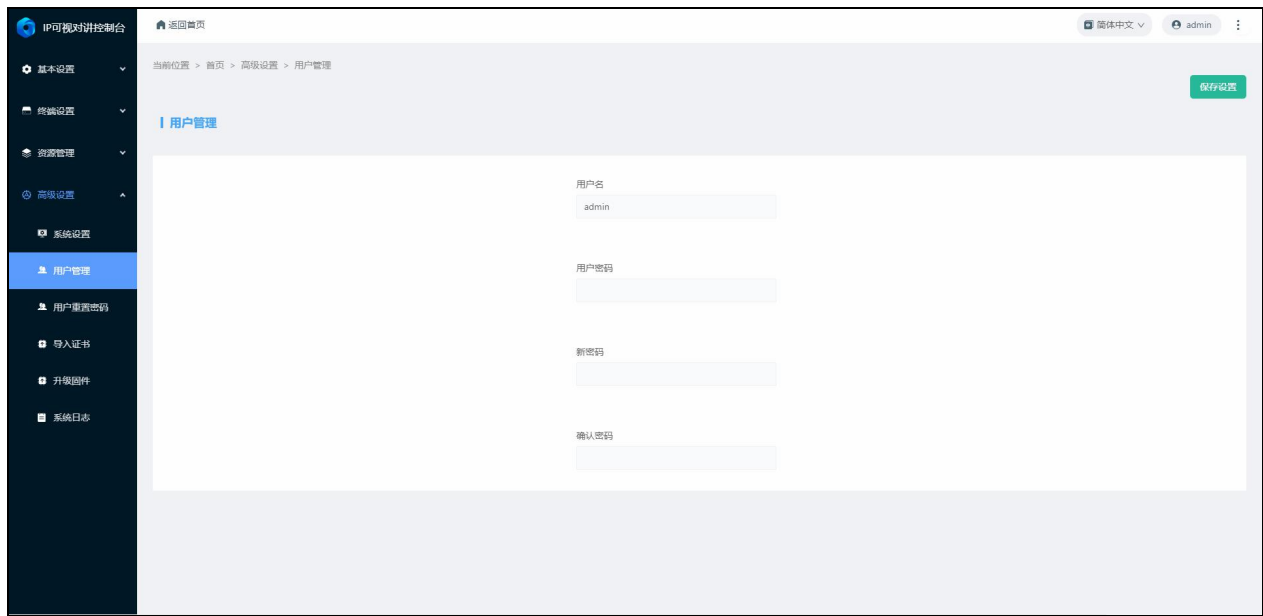 IP可视对讲控制台
返回首页
简体中文
admin
基本设置
终端设置
资源管理
高级设置
系统设置
用户管理
用户重置密码
导入证书
升级固件
系统日志
当前位置 > 首页 > 高级设置 > 用户管理
保存设置
用户管理
用户名
admin
用户密码
新密码
确认密码